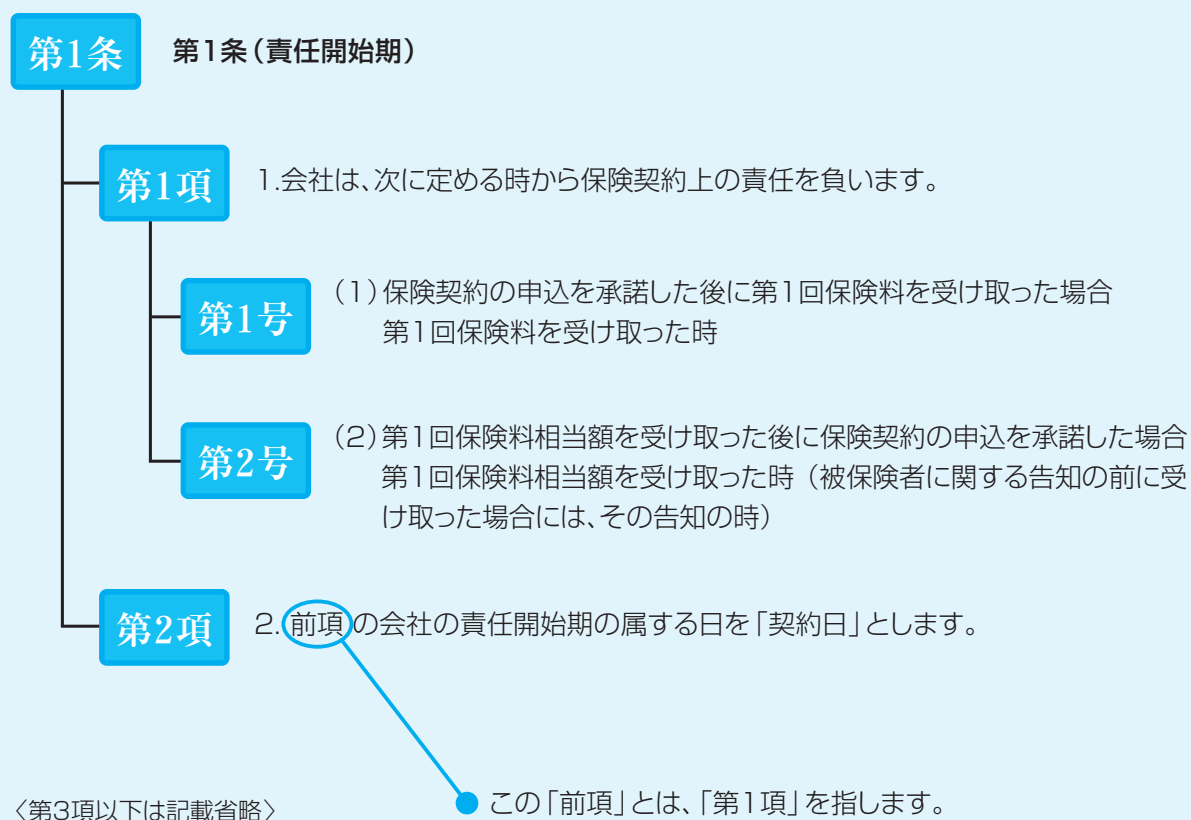 第1条 第1条(責任開始期)
第1項 1.会社は、次に定める時から保険契約上の責任を負います。
第1号 (1)保険契約の申込を承諾した後に第1回保険料を受け取った場合
第1回保険料を受け取った時
第2号 (2)第1回保険料相当額を受け取った後に保険契約の申込を承諾した場合
第1回保険料相当額を受け取った時(被保険者に関する告知の前に受
け取った場合には、その告知の時)
第2項 2.前項の会社の責任開始期の属する日を「契約日」とします。
この「前項」とは、「第1項」を指します。
〈第3項以下は記載省略〉